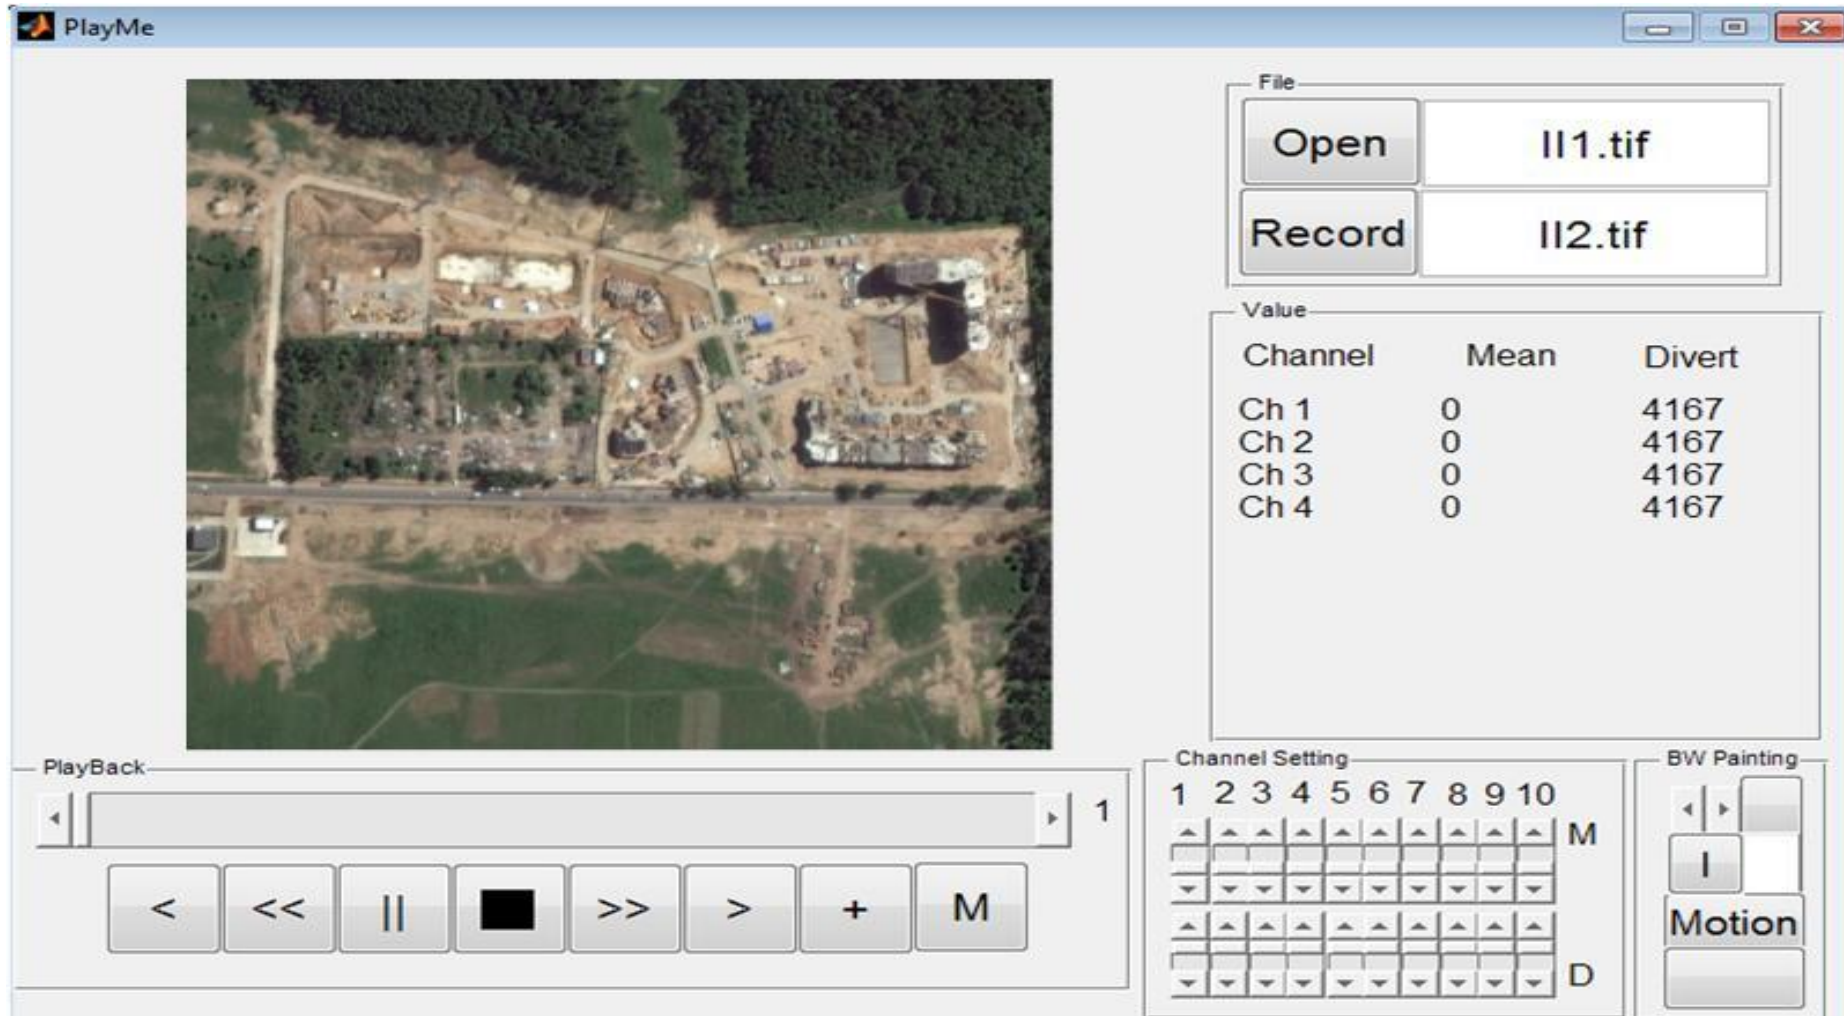 PlayMe
File
Open II1.tif
Record II2.tif
Value
Channel Mean Divert
Ch 1 0 4167
Ch 2 0 4167
Ch 3 0 4167
Ch 4 0 4167
PlayBack
1
< << || >> > + M
Channel Setting
1 2 3 4 5 6 7 8 9 10
M
D
BW Painting
I
Motion